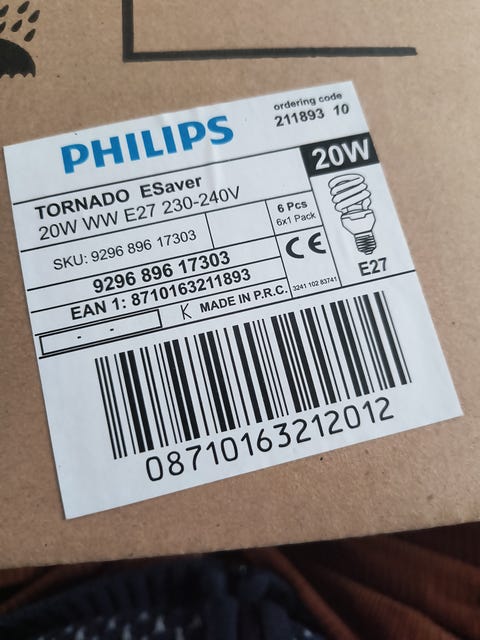 ordering code
211893 10
PHILIPS
TORNADO ESaver
20W WW E27 230-240V
20W
6 Pcs
6x1 Pack
SKU: 9296 896 17303
9296 896 17303
CE
E27
EAN 1: 8710163211893
3241 102 83741
- -
K MADE IN P.R.C.
08710163212012